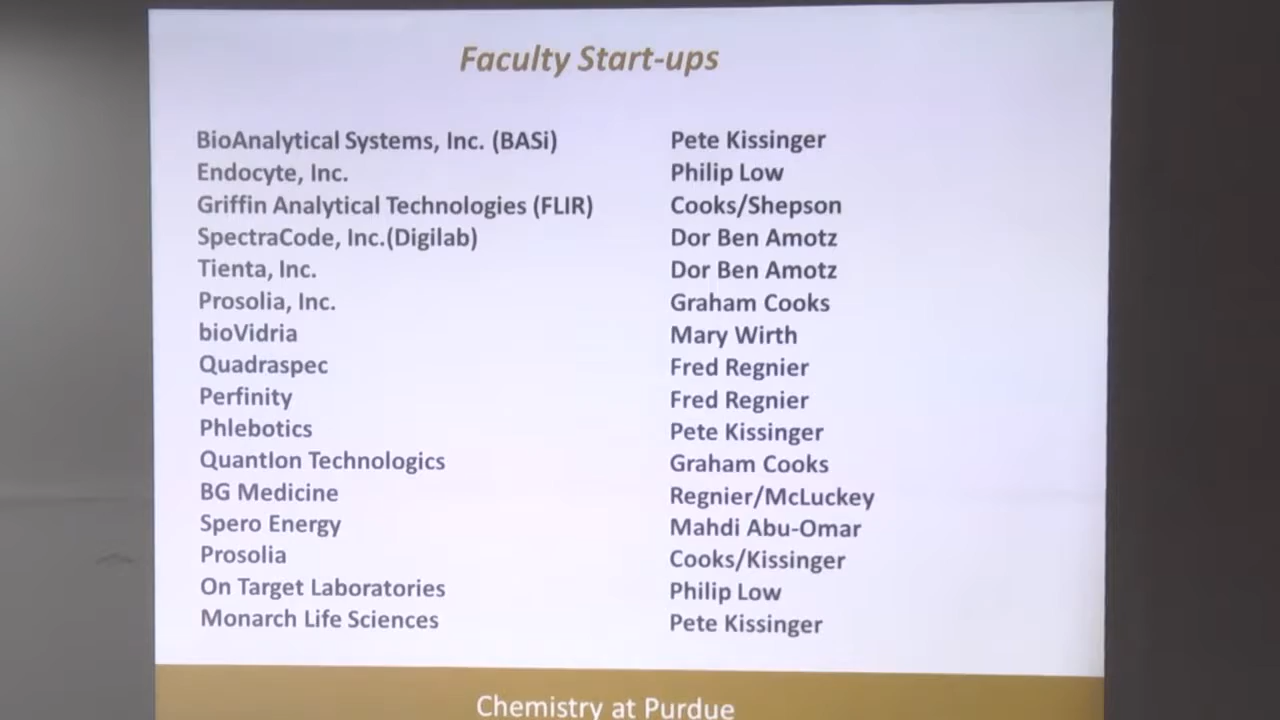 Faculty Start-ups
BioAnalytical Systems, Inc. (BASi) Pete Kissinger
Endocyte, Inc. Philip Low
Griffin Analytical Technologies (FLIR) Cooks/Shepson
SpectraCode, Inc.(Digilab) Dor Ben Amotz
Tienta, Inc. Dor Ben Amotz
Prosolia, Inc. Graham Cooks
bioVidria Mary Wirth
Quadraspec Fred Regnier
Perfinity Fred Regnier
Phlebotics Pete Kissinger
QuantIon Technologics Graham Cooks
BG Medicine Regnier/McLuckey
Spero Energy Mahdi Abu-Omar
Prosolia Cooks/Kissinger
On Target Laboratories Philip Low
Monarch Life Sciences Pete Kissinger
Chemistry at Purdue